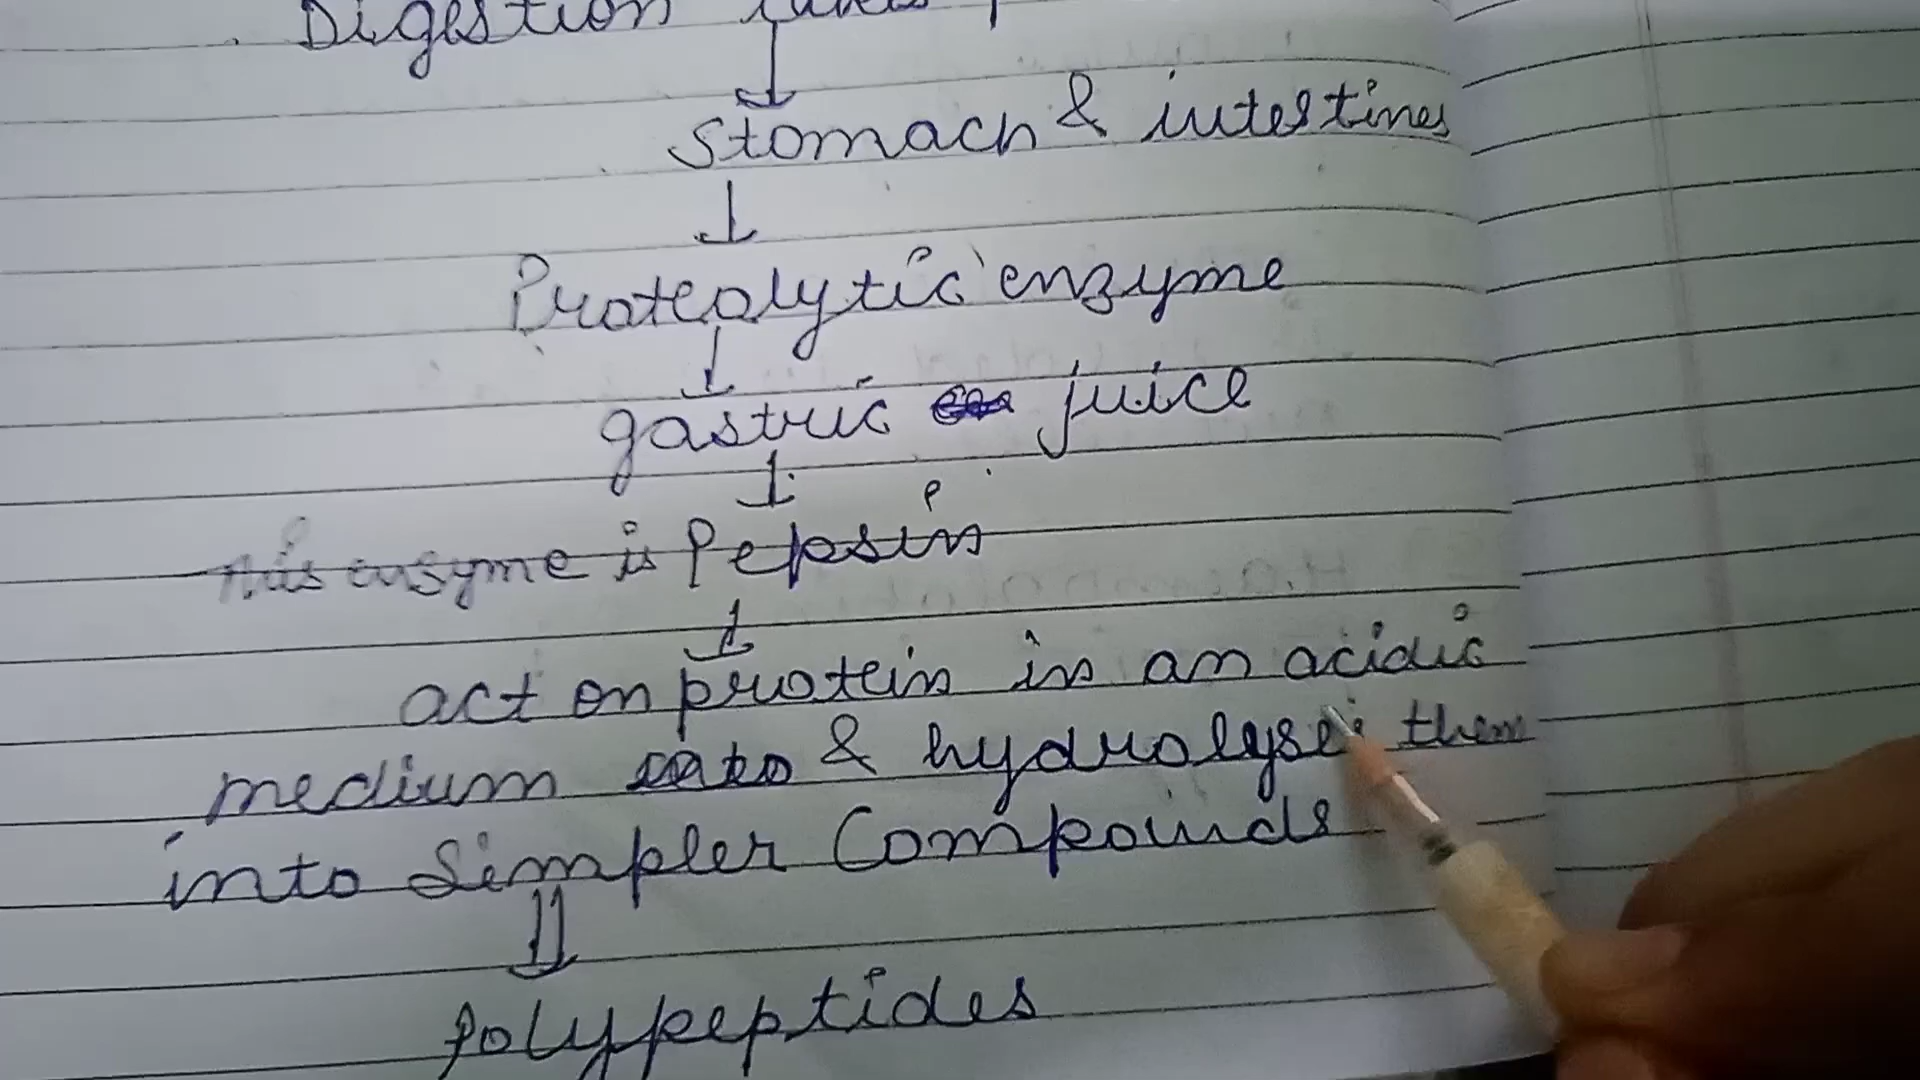 Digestion takes
Stomach & intestines
Proteolytic enzyme
gastric juice
this enzyme is Pepsin
act on protein in an acidic
medium & hydrolyse them
into Simpler Compounds
Polypeptides